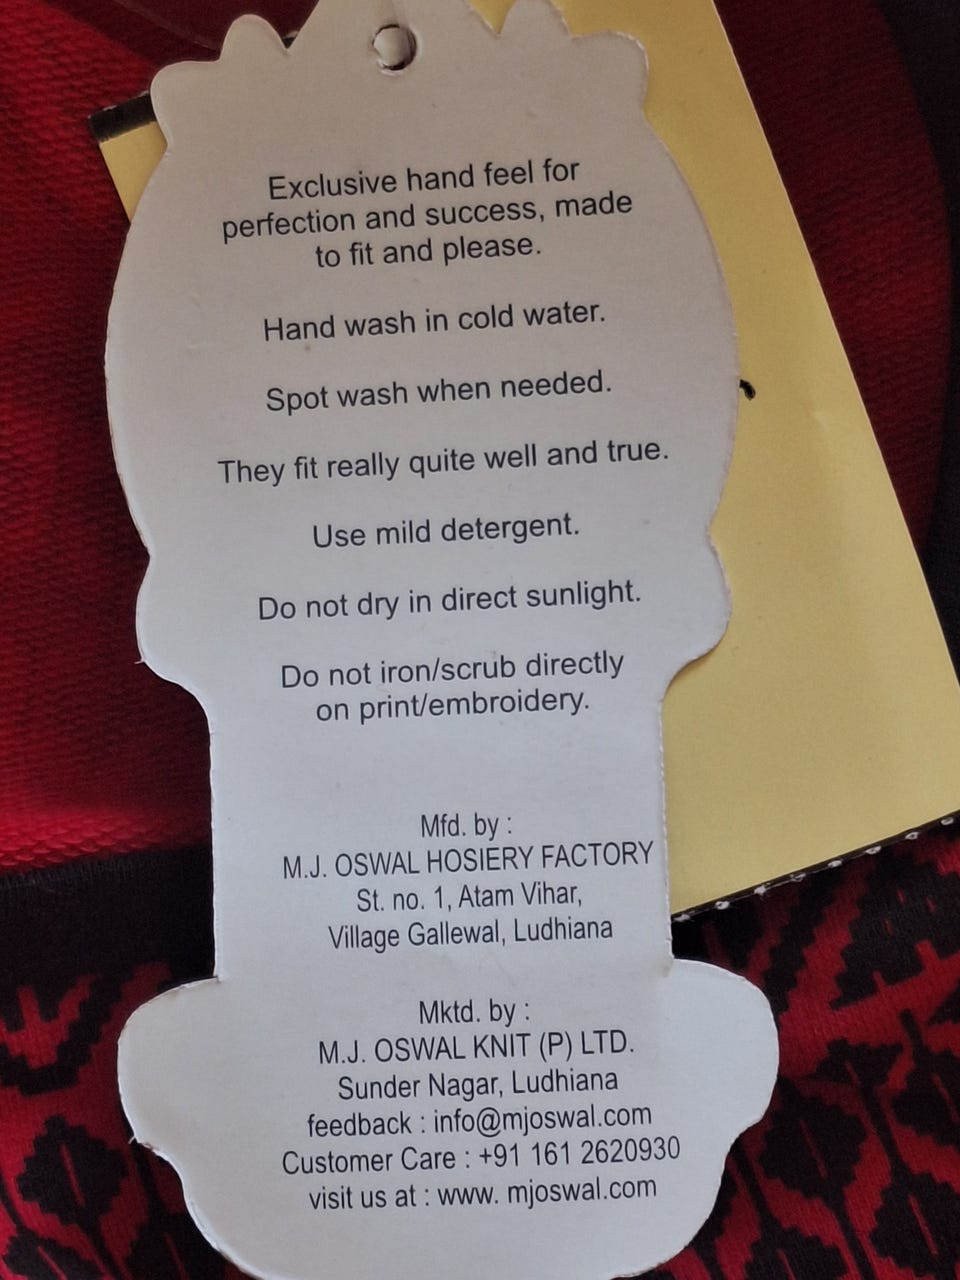 Exclusive hand feel for
perfection and success, made
to fit and please.
Hand wash in cold water.
Spot wash when needed.
They fit really quite well and true.
Use mild detergent.
Do not dry in direct sunlight.
Do not iron/scrub directly
on print/embroidery.
Mfd. by :
M.J. OSWAL HOSIERY FACTORY
St. no. 1, Atam Vihar,
Village Gallewal, Ludhiana
Mktd. by :
M.J. OSWAL KNIT (P) LTD.
Sunder Nagar, Ludhiana
feedback : info@mjoswal.com
Customer Care : +91 161 2620930
visit us at : www. mjoswal.com